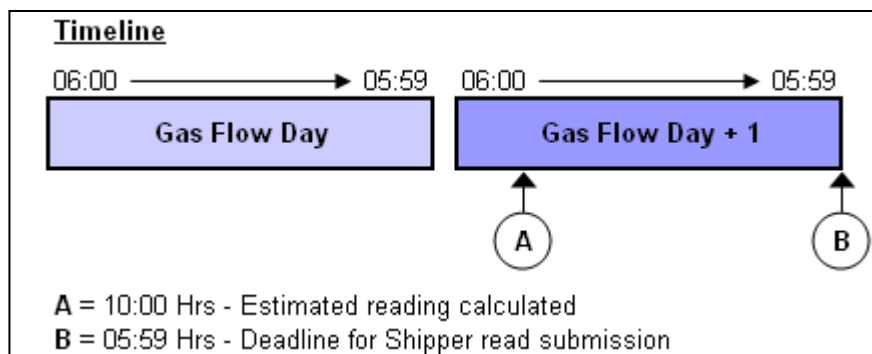 Timeline
06:00 05:59 06:00 05:59
Gas Flow Day Gas Flow Day + 1
A B
A = 10:00 Hrs - Estimated reading calculated
B = 05:59 Hrs - Deadline for Shipper read submission